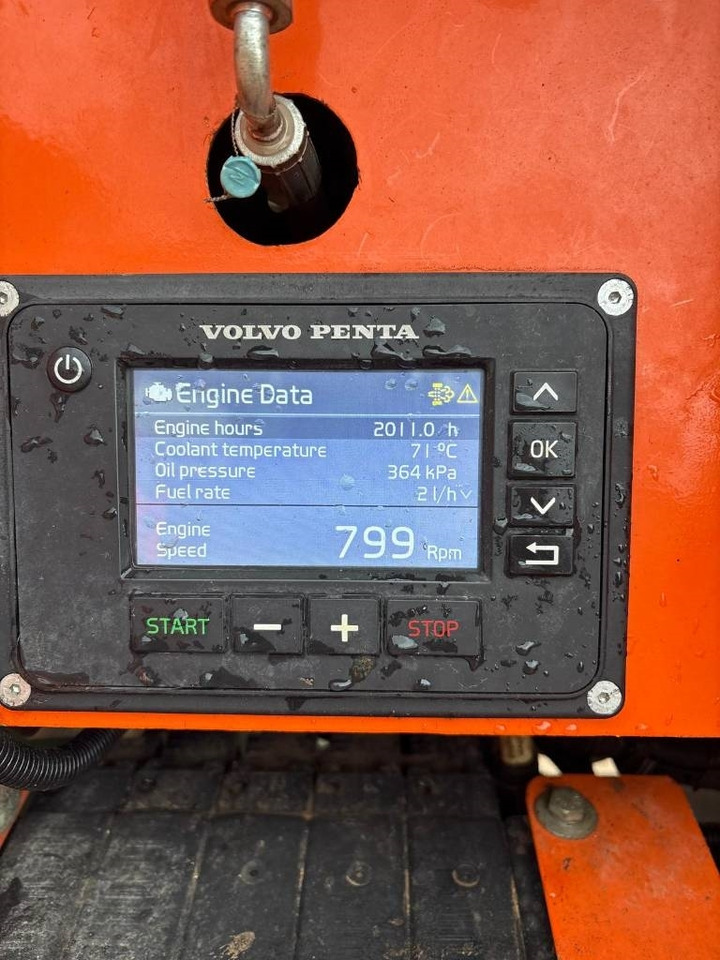 VOLVO PENTA
Engine Data
Engine hours 2011.0 h
Coolant temperature 71 ºC
Oil pressure 364 kPa
Fuel rate 2 l/h
Engine
Speed 799 Rpm
OK
START − + STOP